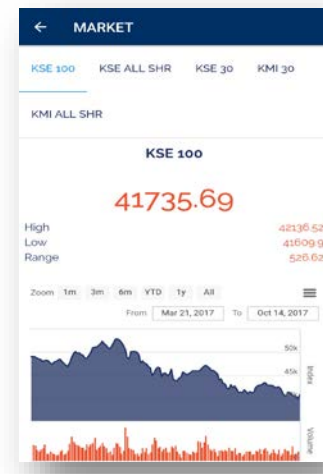 ← MARKET
KSE 100 KSE ALL SHR KSE 30 KMI 30
KMI ALL SHR
KSE 100
41735.69
High 42136.52
Low 41609.9
Range 526.62
Zoom 1m 3m 6m YTD 1y All
From Mar 21, 2017 To Oct 14, 2017
50k
45k
Index
Volume